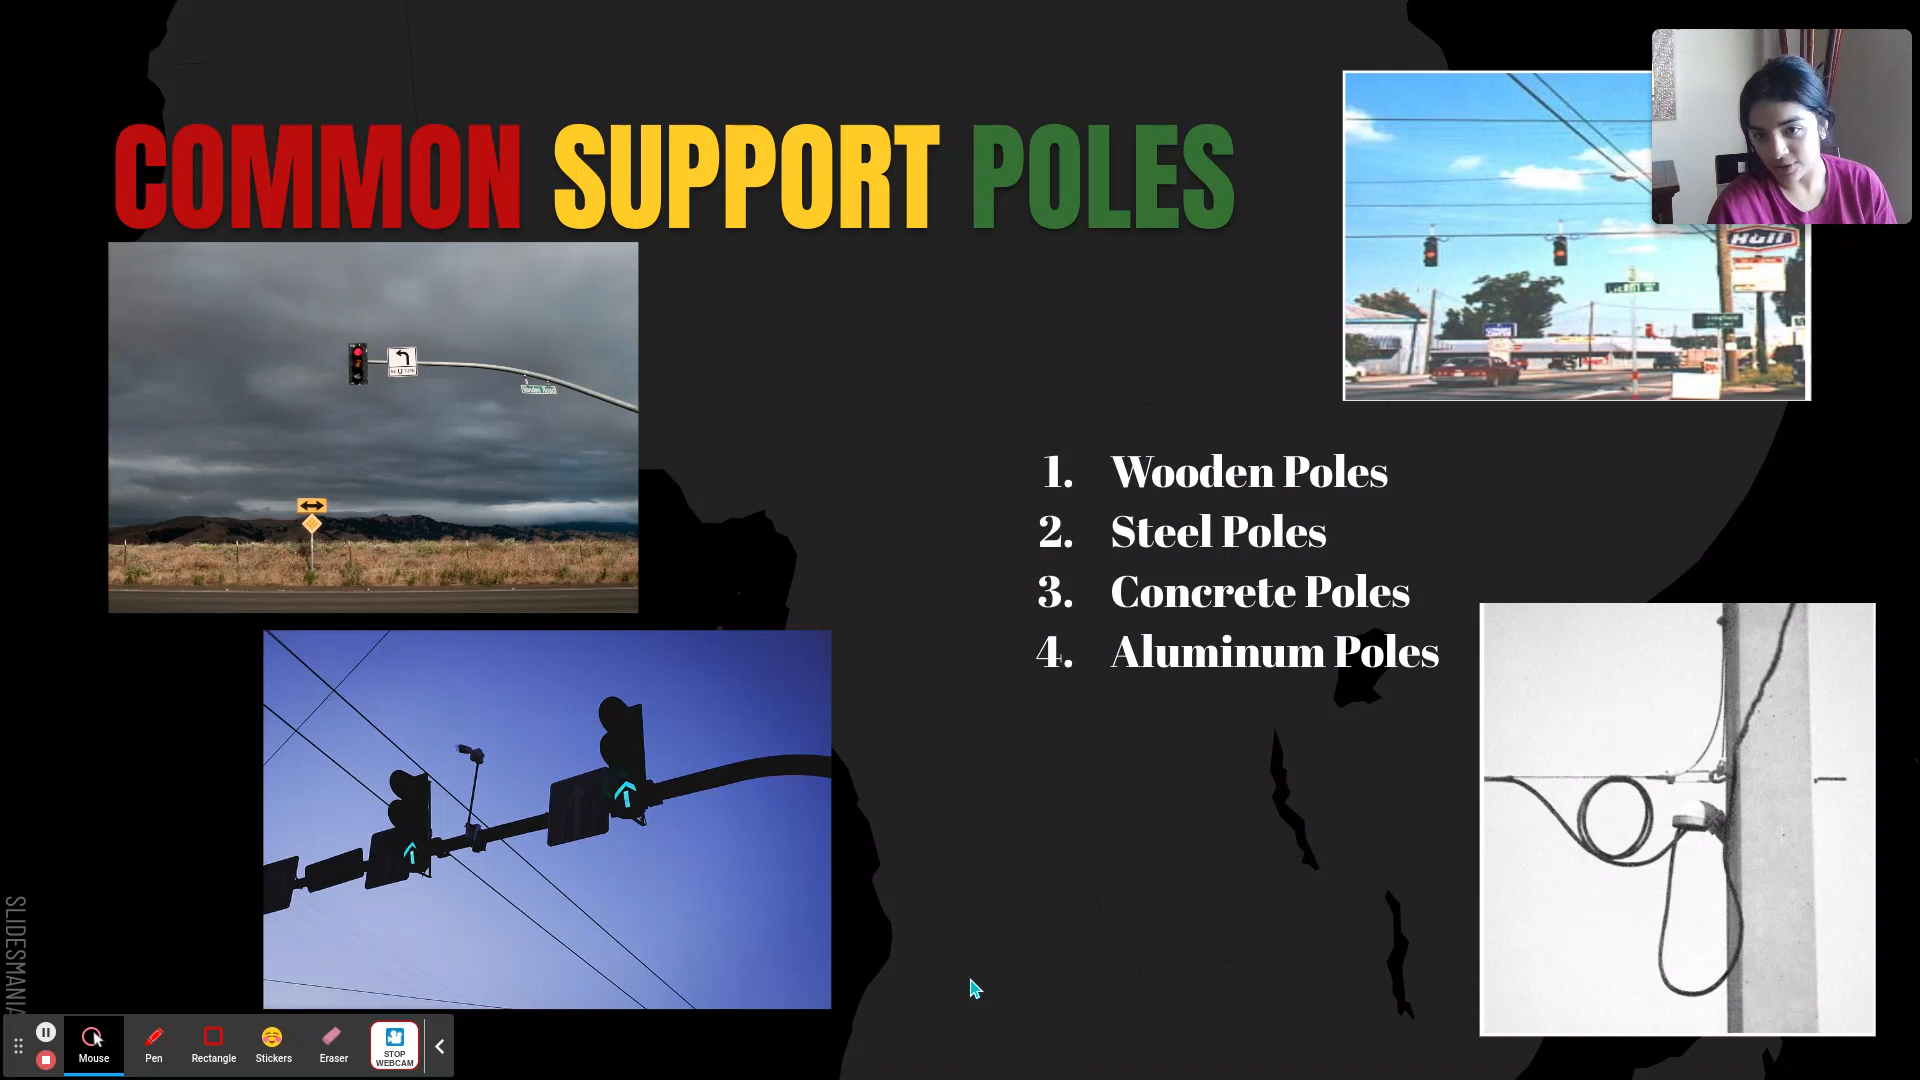 COMMON SUPPORT POLES
Hull
1. Wooden Poles
2. Steel Poles
3. Concrete Poles
4. Aluminum Poles
SLIDESMANIA
Mouse
Pen
Rectangle
Stickers
Eraser
STOP
WEBCAM